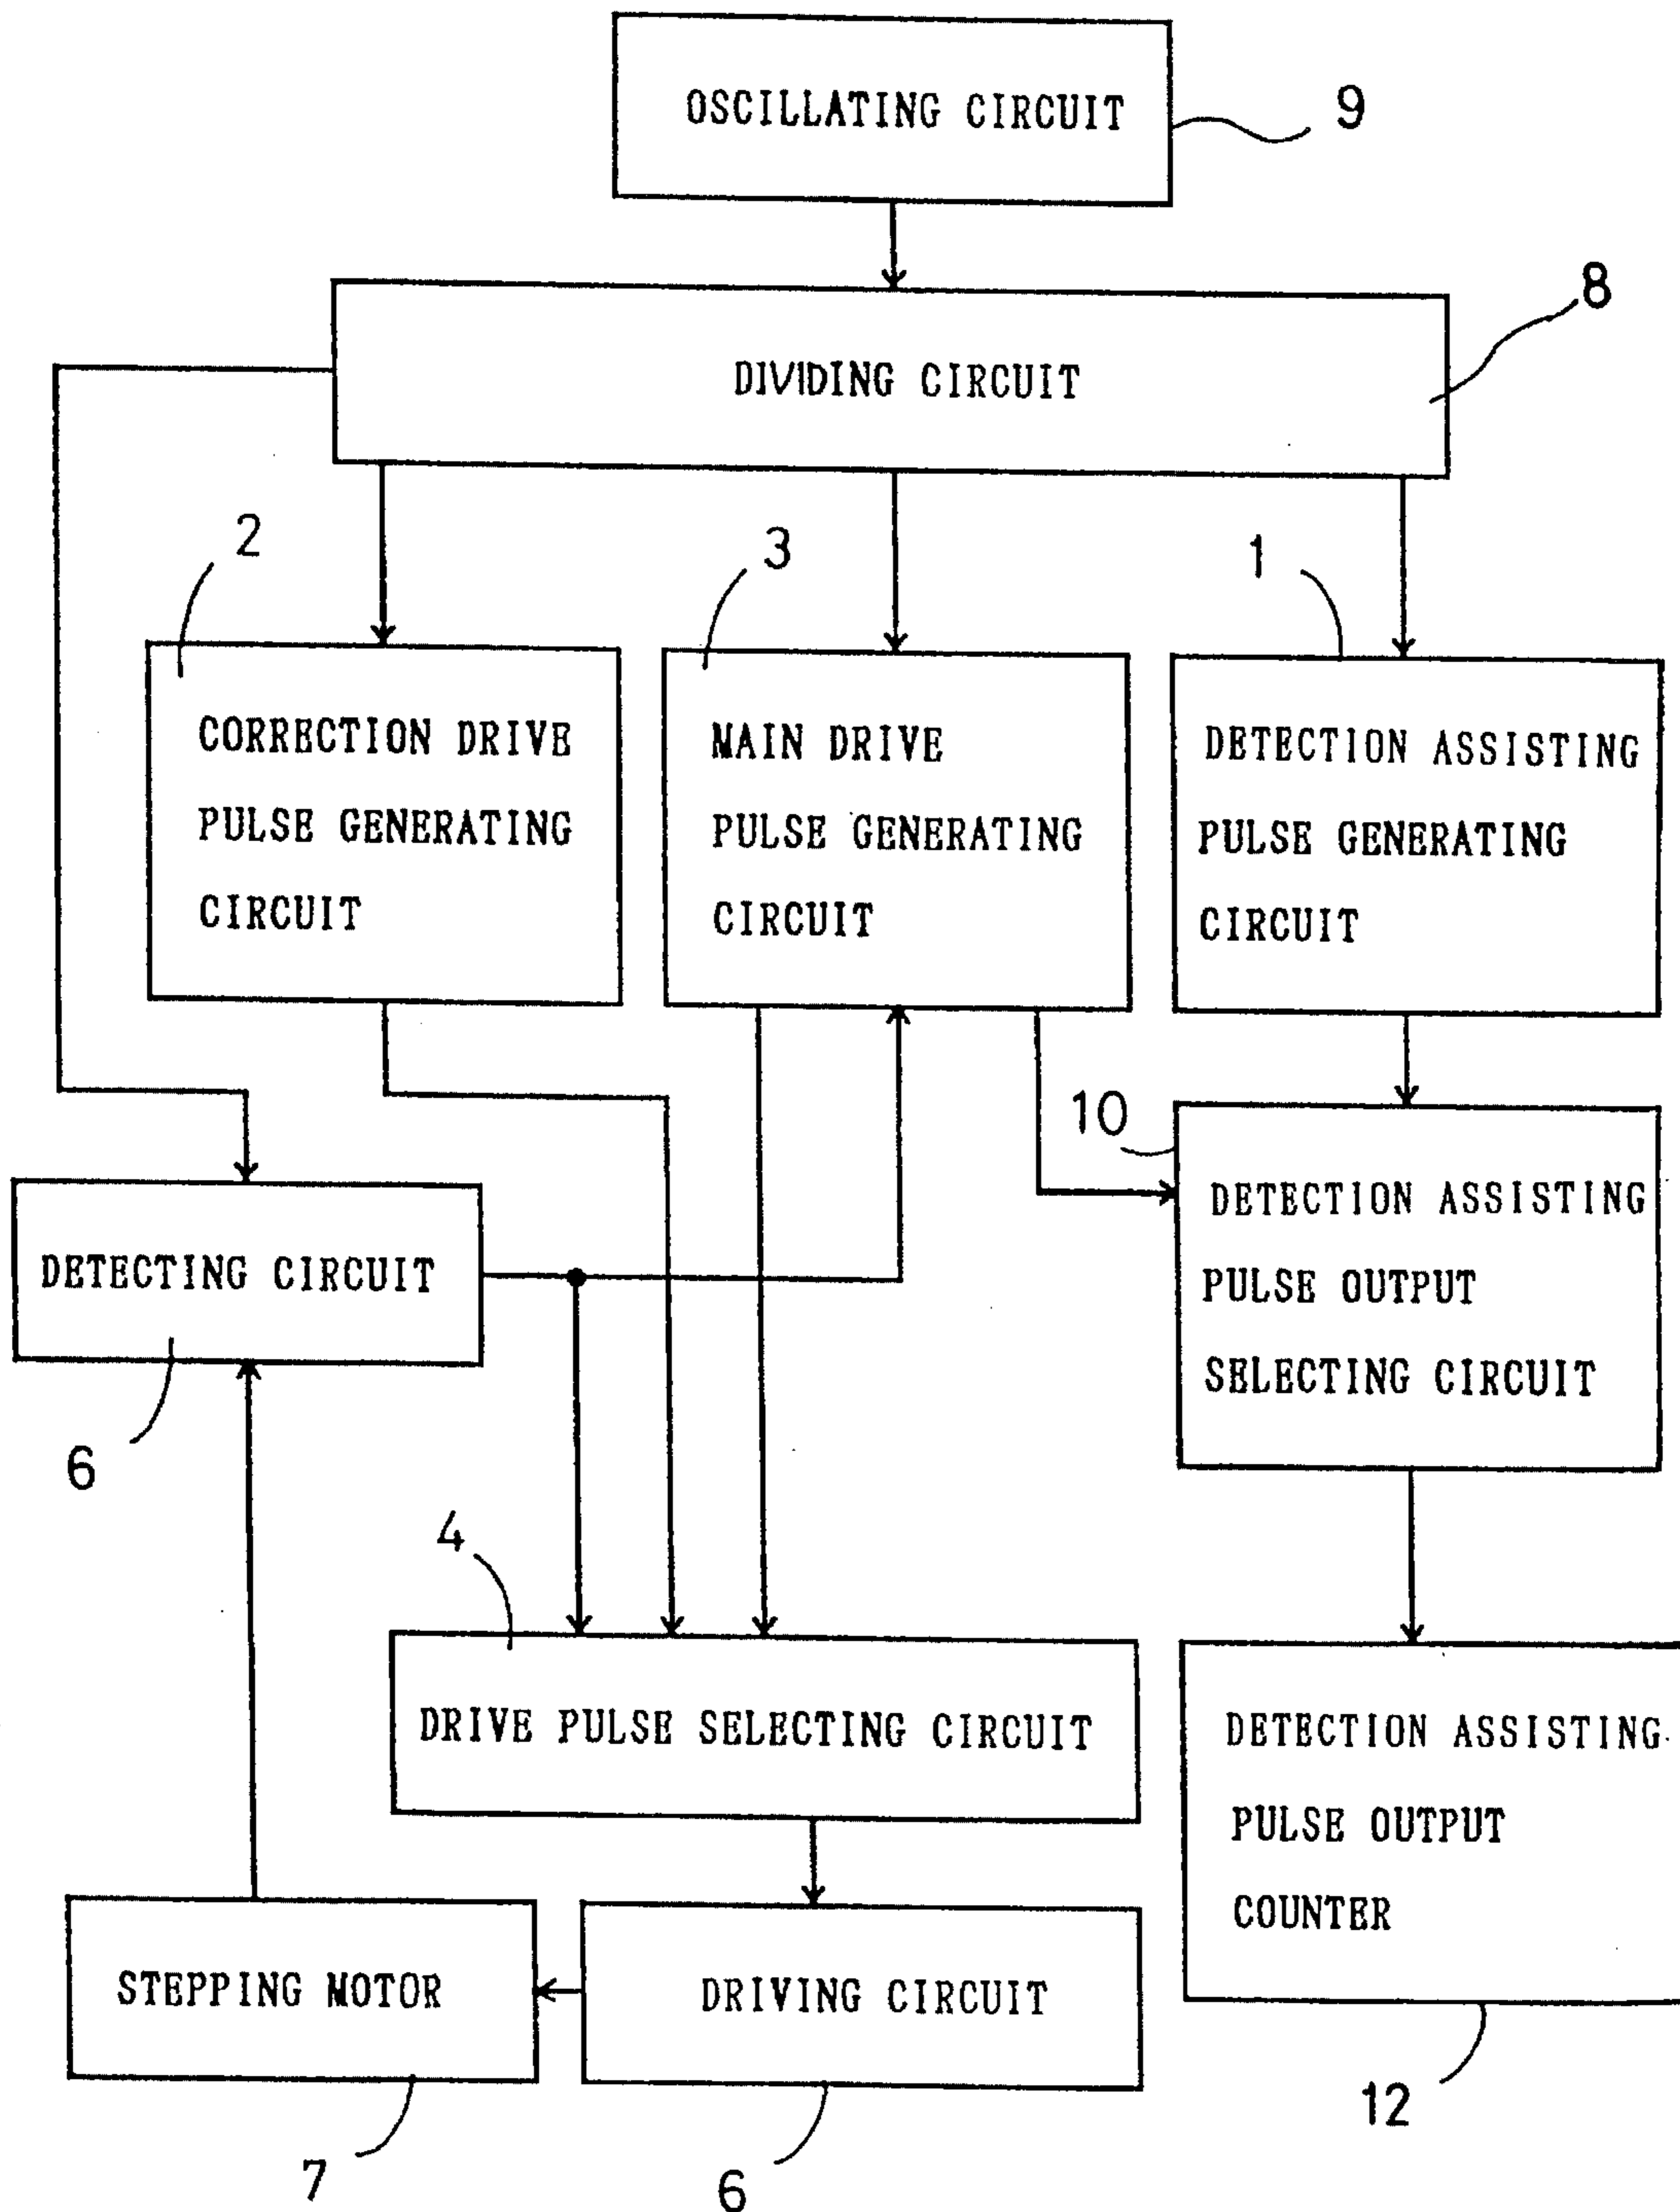 OSCILLATING CIRCUIT
9
8
DIVIDING CIRCUIT
2
3
1
CORRECTION DRIVE
PULSE GENERATING
CIRCUIT
MAIN DRIVE
PULSE GENERATING
CIRCUIT
DETECTION ASSISTING
PULSE GENERATING
CIRCUIT
10
DETECTION ASSISTING
PULSE OUTPUT
SELECTING CIRCUIT
DETECTING CIRCUIT
6
4
DRIVE PULSE SELECTING CIRCUIT
DETECTION ASSISTING
PULSE OUTPUT
COUNTER
STEPPING MOTOR
DRIVING CIRCUIT
12
7
6